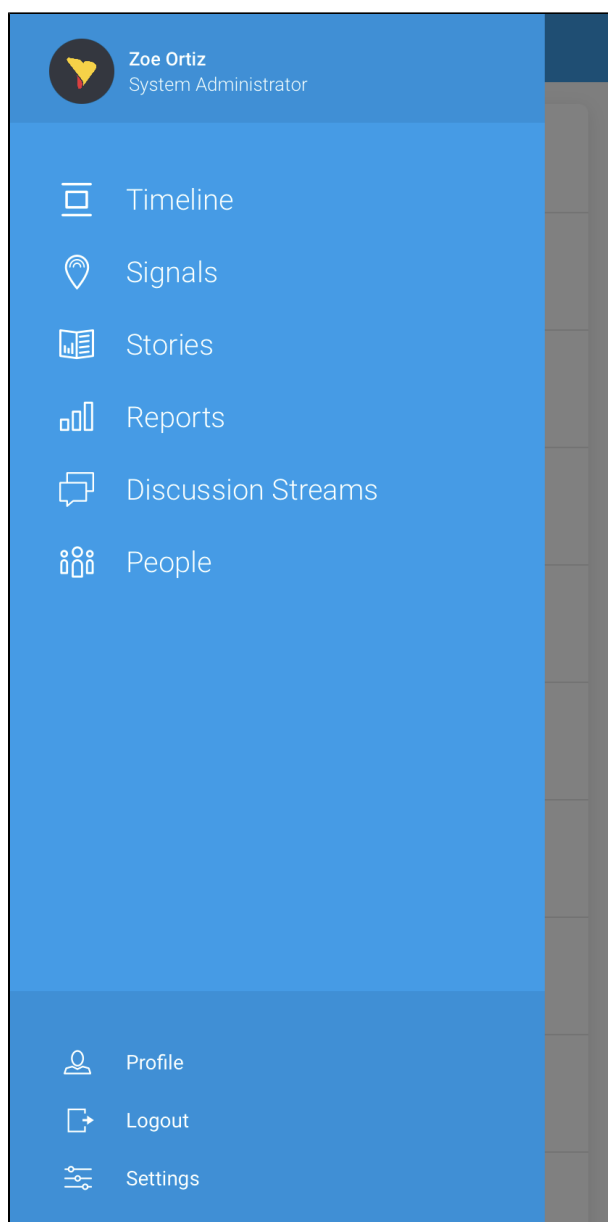 Zoe Ortiz
System Administrator
Timeline
Signals
Stories
Reports
Discussion Streams
People
Profile
Logout
Settings